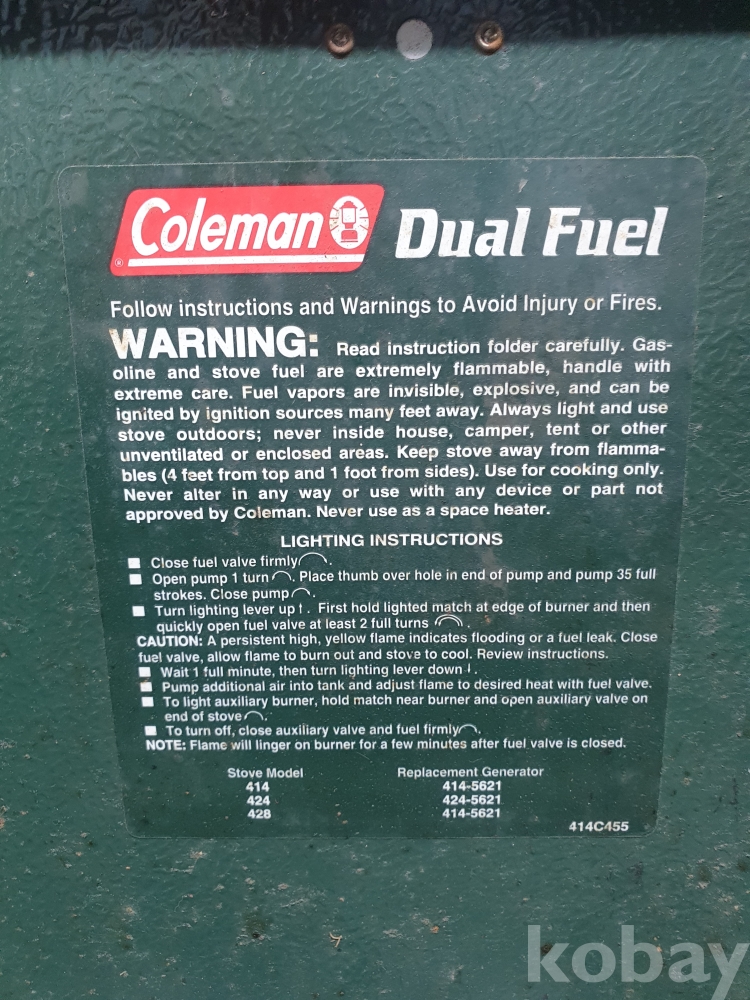 Coleman®
Dual Fuel
Follow instructions and Warnings to Avoid Injury or Fires.
WARNING: Read instruction folder carefully. Gas-
oline and stove fuel are extremely flammable, handle with
extreme care. Fuel vapors are invisible, explosive, and can be
ignited by ignition sources many feet away. Always light and use
stove outdoors; never inside house, camper, tent or other
unventilated or enclosed areas. Keep stove away from flamma-
bles (4 feet from top and 1 foot from sides). Use for cooking only.
Never alter in any way or use with any device or part not
approved by Coleman. Never use as a space heater.
LIGHTING INSTRUCTIONS
■ Close fuel valve firmly.
■ Open pump 1 turn. Place thumb over hole in end of pump and pump 35 full
strokes. Close pump.
■ Turn lighting lever up↑. First hold lighted match at edge of burner and then
quickly open fuel valve at least 2 full turns.
CAUTION: A persistent high, yellow flame indicates flooding or a fuel leak. Close
fuel valve, allow flame to burn out and stove to cool. Review instructions.
■ Wait 1 full minute, then turn lighting lever down↓.
■ Pump additional air into tank and adjust flame to desired heat with fuel valve.
■ To light auxiliary burner, hold match near burner and open auxiliary valve on
end of stove.
■ To turn off, close auxiliary valve and fuel firmly.
NOTE: Flame will linger on burner for a few minutes after fuel valve is closed.
Stove Model Replacement Generator
414 414-5621
424 424-5621
428 414-5621
414C455
kobay